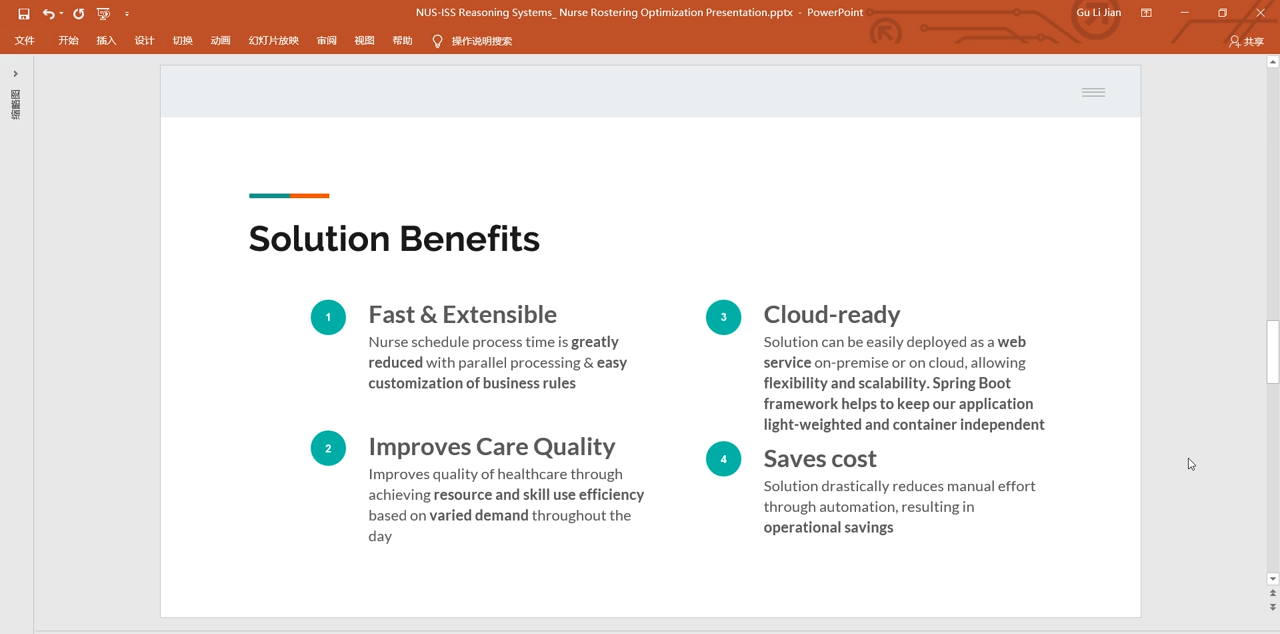 NUS-ISS Reasoning Systems_ Nurse Rostering Optimization Presentation.pptx - PowerPoint
Gu Li Jian
文件 开始 插入 设计 切换 动画 幻灯片放映 审阅 视图 帮助 操作说明搜索 共享
缩略图
Solution Benefits
1
Fast & Extensible
Nurse schedule process time is greatly
reduced with parallel processing & easy
customization of business rules
2
Improves Care Quality
Improves quality of healthcare through
achieving resource and skill use efficiency
based on varied demand throughout the
day
3
Cloud-ready
Solution can be easily deployed as a web
service on-premise or on cloud, allowing
flexibility and scalability. Spring Boot
framework helps to keep our application
light-weighted and container independent
4
Saves cost
Solution drastically reduces manual effort
through automation, resulting in
operational savings